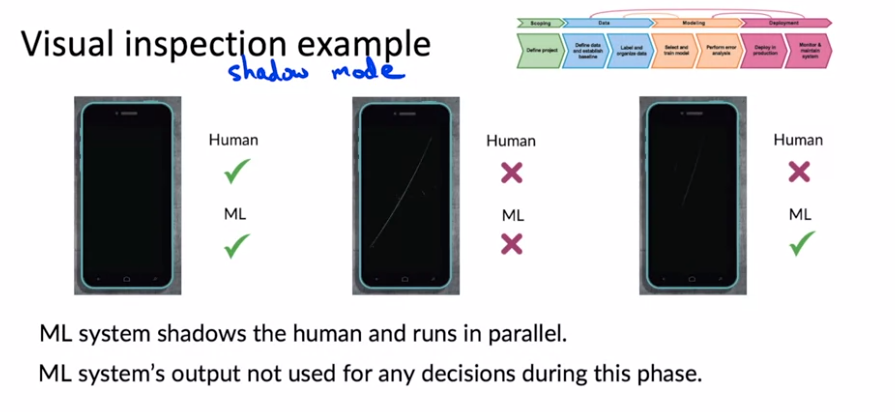 Visual inspection example
shadow mode
Scoping
Data
Modeling
Deployment
Define project
Define data
and establish
baseline
Label and
organize data
Select and
train model
Perform error
analysis
Deploy in
production
Monitor &
maintain
system
Human
ML
Human
ML
Human
ML
ML system shadows the human and runs in parallel.
ML system's output not used for any decisions during this phase.